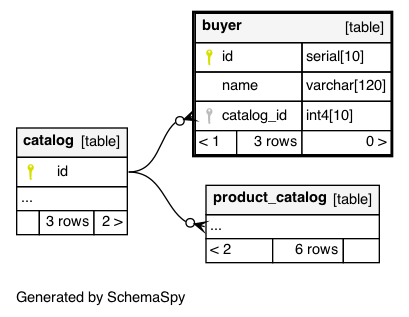 buyer [table]
id serial[10]
name varchar[120]
catalog_id int4[10]
< 1 3 rows 0 >
catalog [table]
id
...
3 rows 2 >
product_catalog [table]
...
< 2 6 rows
Generated by SchemaSpy